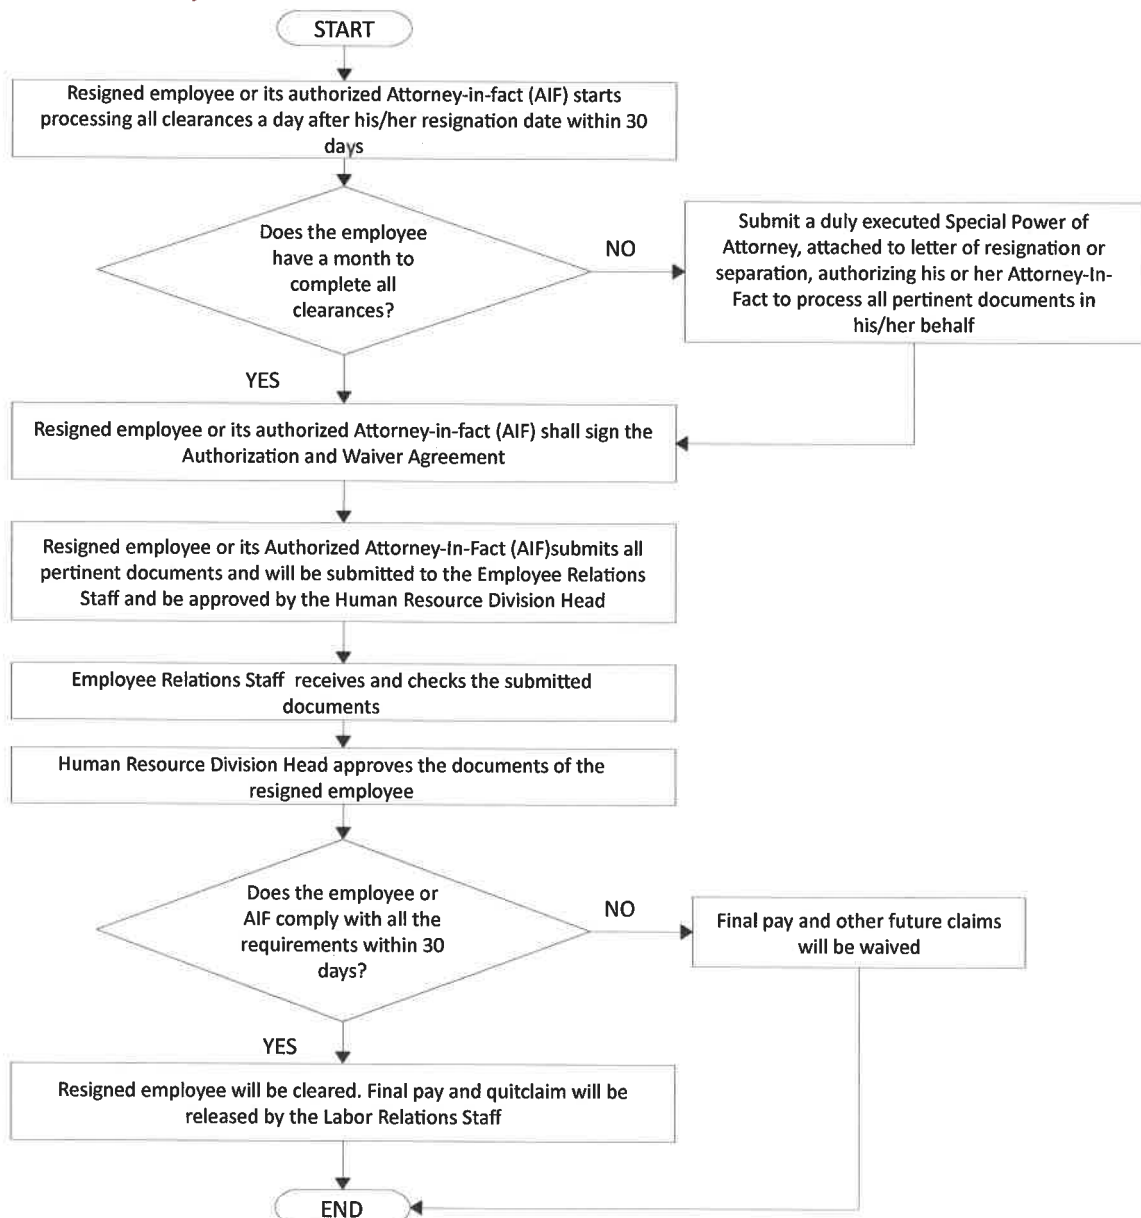 START
Resigned employee or its authorized Attorney-in-fact (AIF) starts
processing all clearances a day after his/her resignation date within 30
days
Does the employee
have a month to
complete all
clearances?
NO
Submit a duly executed Special Power of
Attorney, attached to letter of resignation or
separation, authorizing his or her Attorney-In-
Fact to process all pertinent documents in
his/her behalf
YES
Resigned employee or its authorized Attorney-in-fact (AIF) shall sign the
Authorization and Waiver Agreement
Resigned employee or its Authorized Attorney-In-Fact (AIF)submits all
pertinent documents and will be submitted to the Employee Relations
Staff and be approved by the Human Resource Division Head
Employee Relations Staff  receives and checks the submitted
documents
Human Resource Division Head approves the documents of the
resigned employee
Does the employee or
AIF comply with all the
requirements within 30
days?
NO
Final pay and other future claims
will be waived
YES
Resigned employee will be cleared. Final pay and quitclaim will be
released by the Labor Relations Staff
END